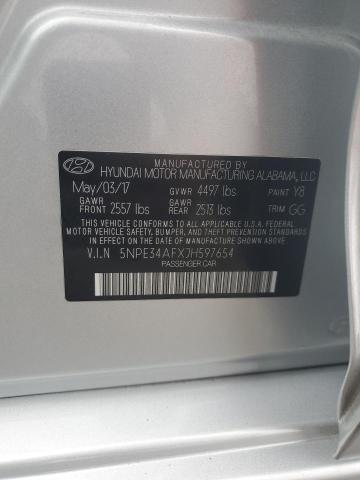 MANUFACTURED BY
HYUNDAI MOTOR MANUFACTURING ALABAMA, LLC
May/03/17 GVWR 4497 lbs PAINT Y8
GAWR FRONT 2557 lbs GAWR REAR 2513 lbs TRIM GG
THIS VEHICLE CONFORMS TO ALL APPLICABLE U.S.A. FEDERAL
MOTOR VEHICLE SAFETY, BUMPER, AND THEFT PREVENTION
STANDARDS IN EFFECT ON THE DATE OF MANUFACTURE SHOWN ABOVE.
V.I.N 5NPE34AFXJH597654
PASSENGER CAR